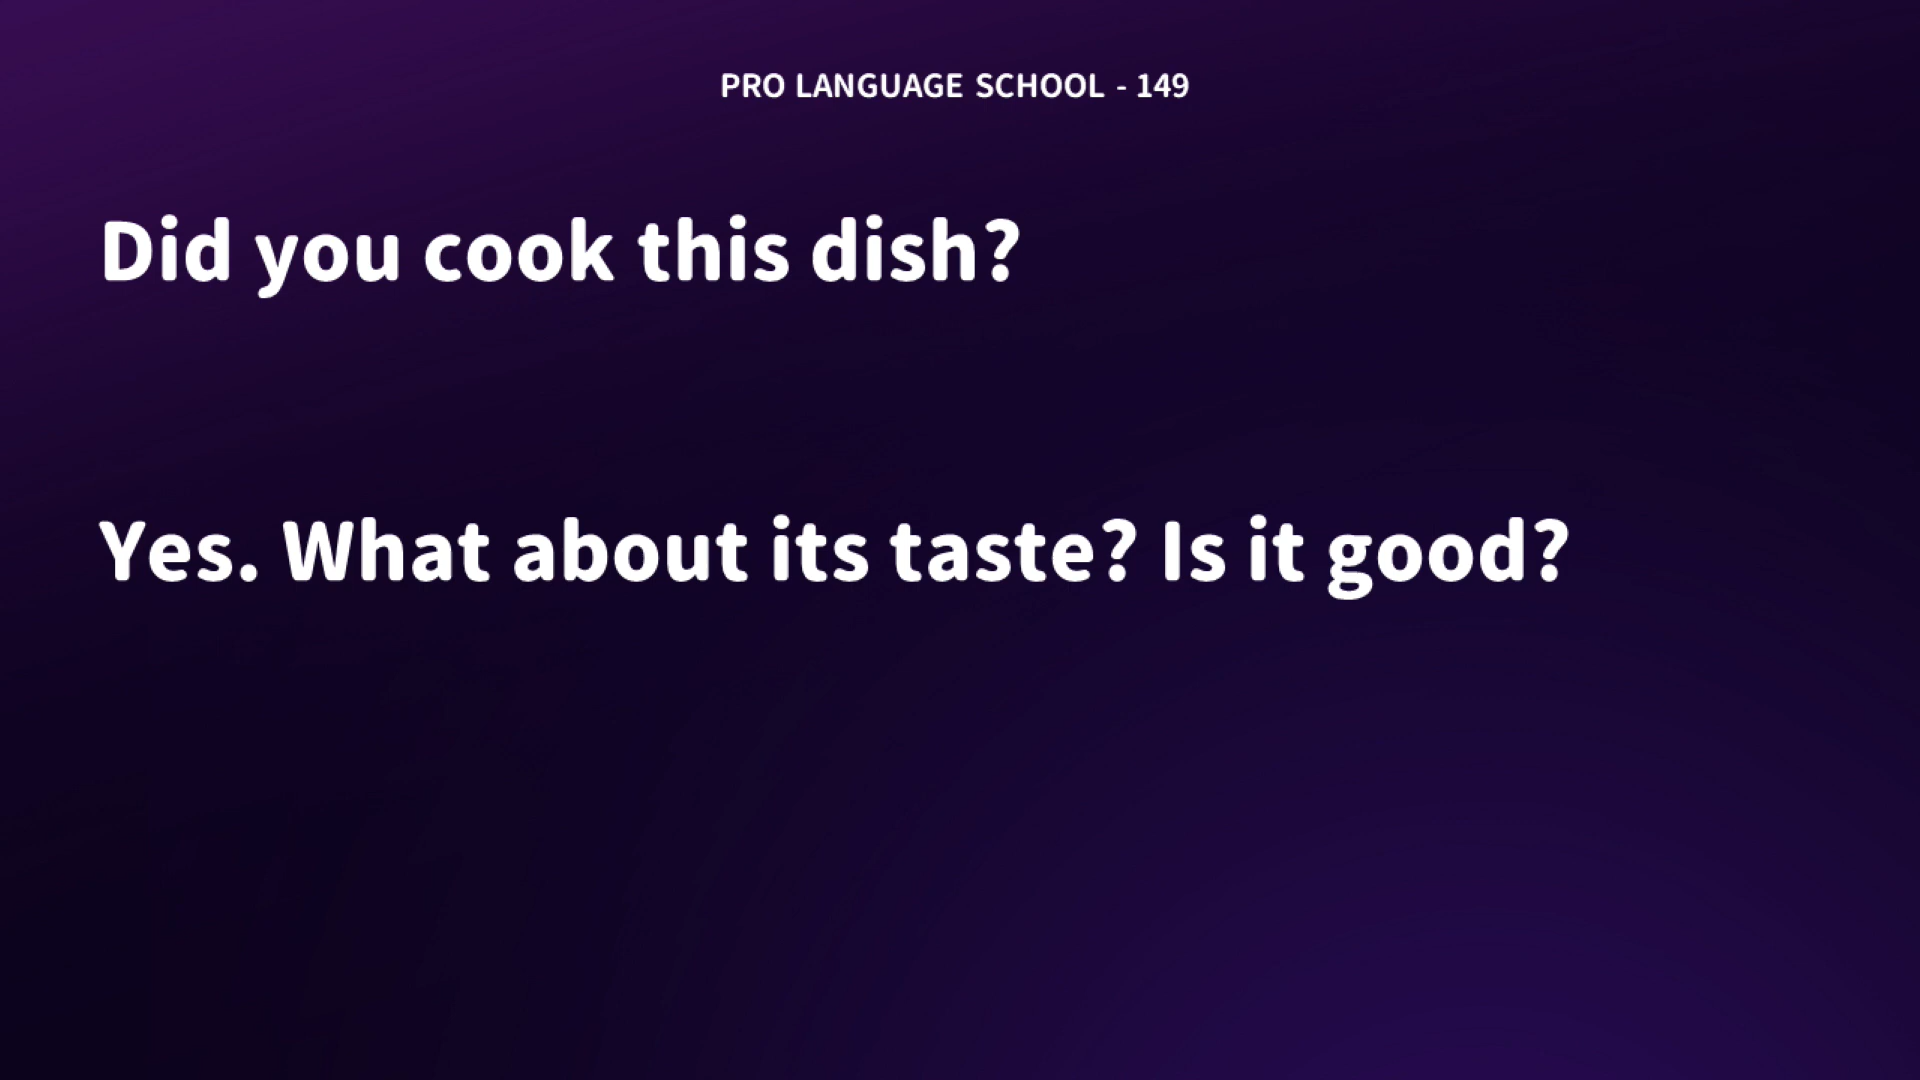 PRO LANGUAGE SCHOOL - 149
Did you cook this dish?
Yes. What about its taste? Is it good?